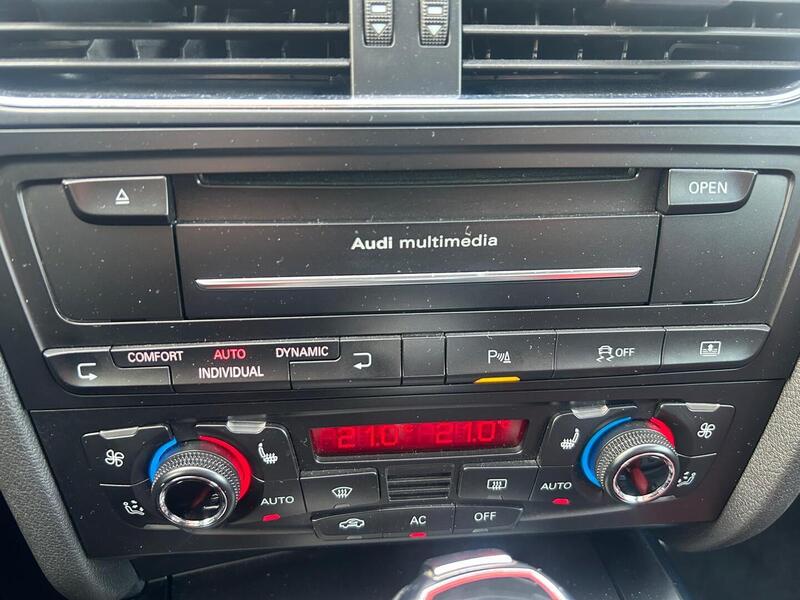 OPEN
Audi multimedia
COMFORT AUTO DYNAMIC
INDIVIDUAL
P OFF
21.0° 21.0°
AUTO AUTO
AC OFF